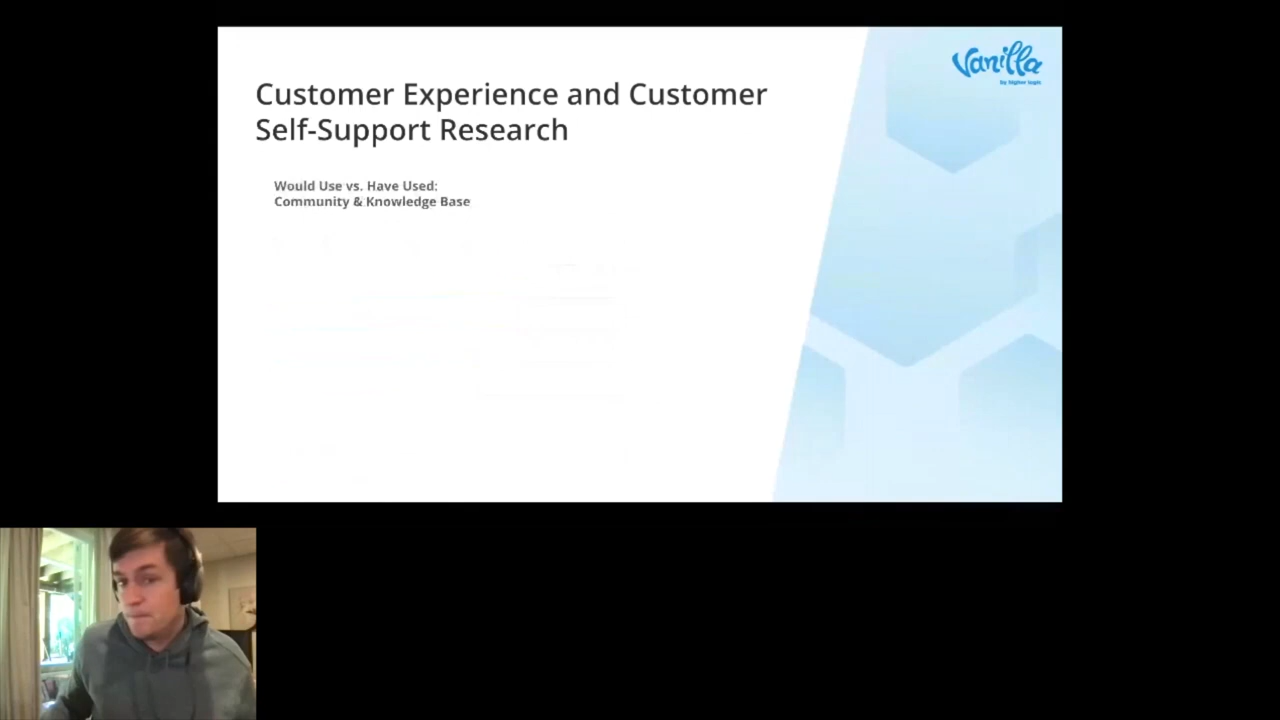 Vanilla
by higher logic
Customer Experience and Customer
Self-Support Research
Would Use vs. Have Used:
Community & Knowledge Base